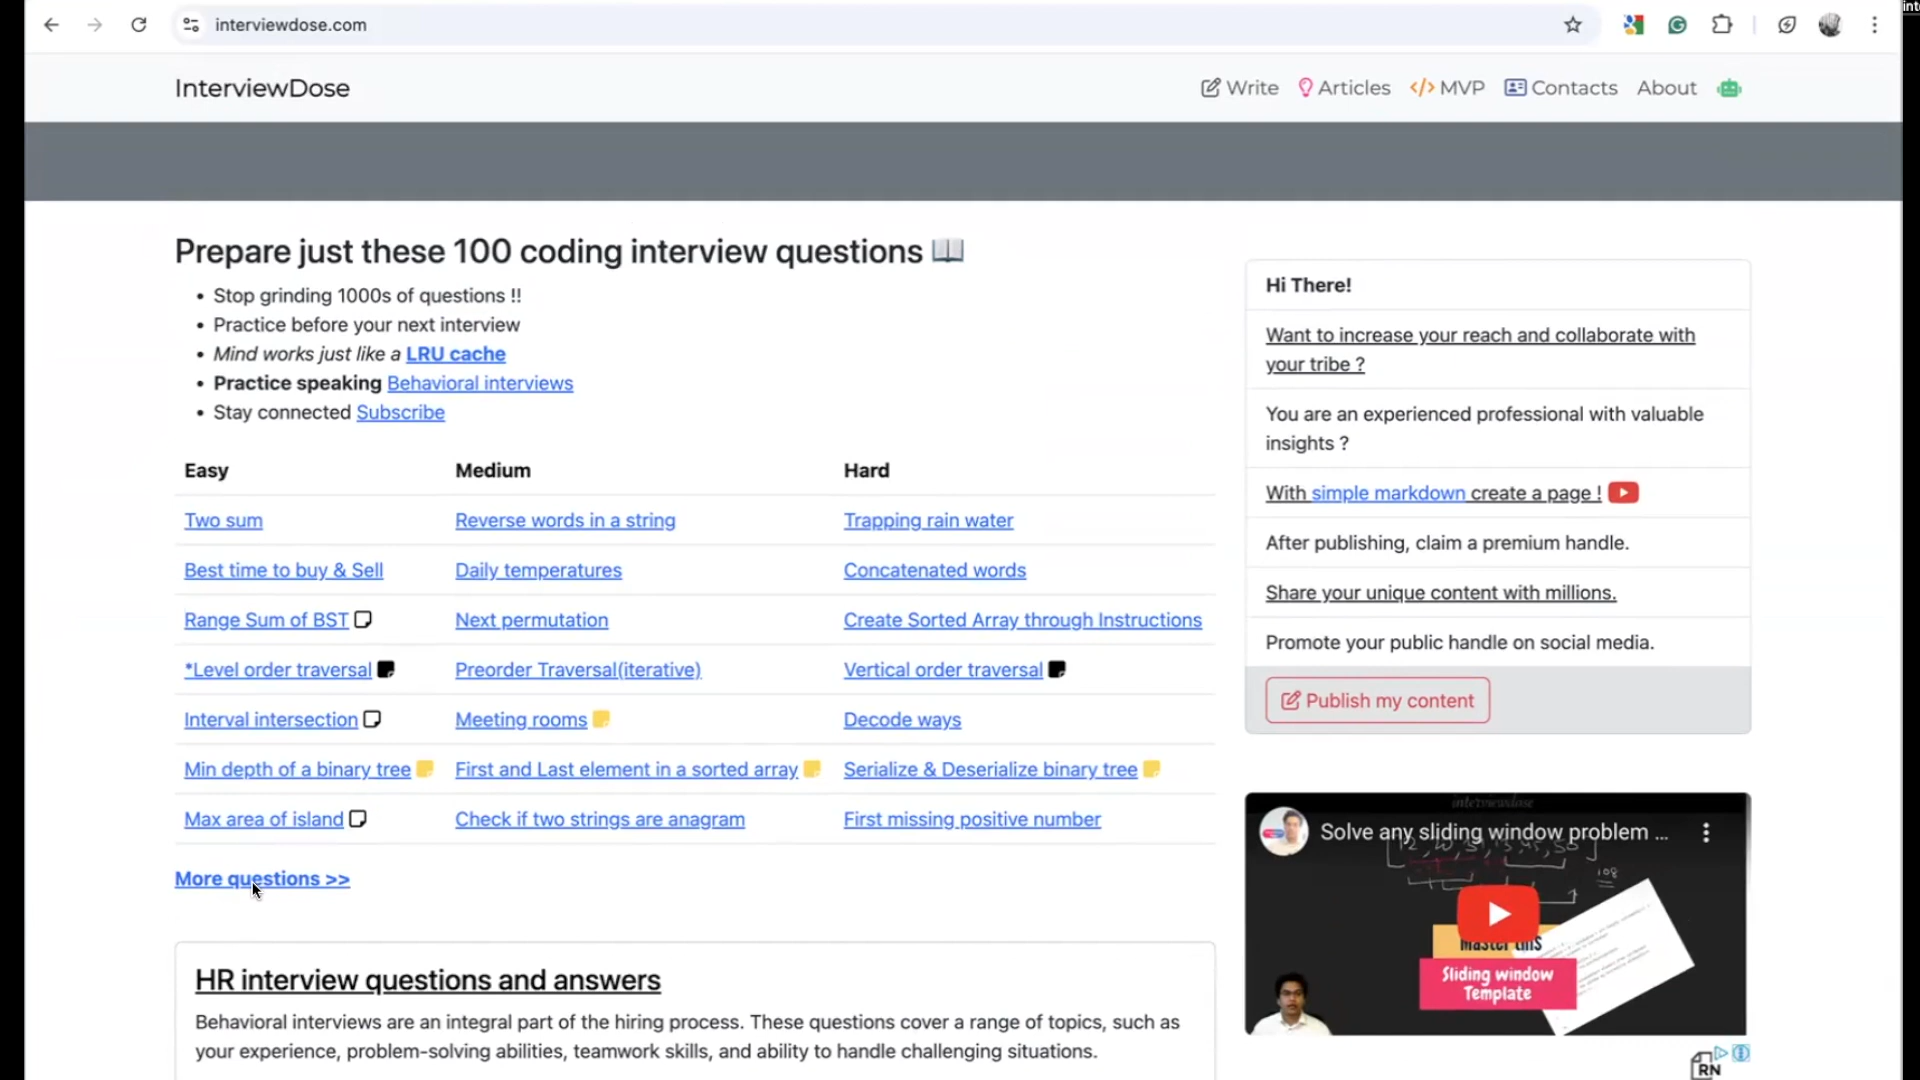 int
interviewdose.com
InterviewDose
Write
Articles
MVP
Contacts
About
Prepare just these 100 coding interview questions
Stop grinding 1000s of questions !!
Practice before your next interview
Mind works just like a LRU cache
Practice speaking Behavioral interviews
Stay connected Subscribe
Easy Medium Hard
Two sum Reverse words in a string Trapping rain water
Best time to buy & Sell Daily temperatures Concatenated words
Range Sum of BST Next permutation Create Sorted Array through Instructions
*Level order traversal Preorder Traversal(iterative) Vertical order traversal
Interval intersection Meeting rooms Decode ways
Min depth of a binary tree First and Last element in a sorted array Serialize & Deserialize binary tree
Max area of island Check if two strings are anagram First missing positive number
More questions >>
HR interview questions and answers
Behavioral interviews are an integral part of the hiring process. These questions cover a range of topics, such as
your experience, problem-solving abilities, teamwork skills, and ability to handle challenging situations.
Hi There!
Want to increase your reach and collaborate with
your tribe ?
You are an experienced professional with valuable
insights ?
With simple markdown create a page !
After publishing, claim a premium handle.
Share your unique content with millions.
Promote your public handle on social media.
Publish my content
interviewdose
Solve any sliding window problem ...
Master this
Sliding window
Template
RN